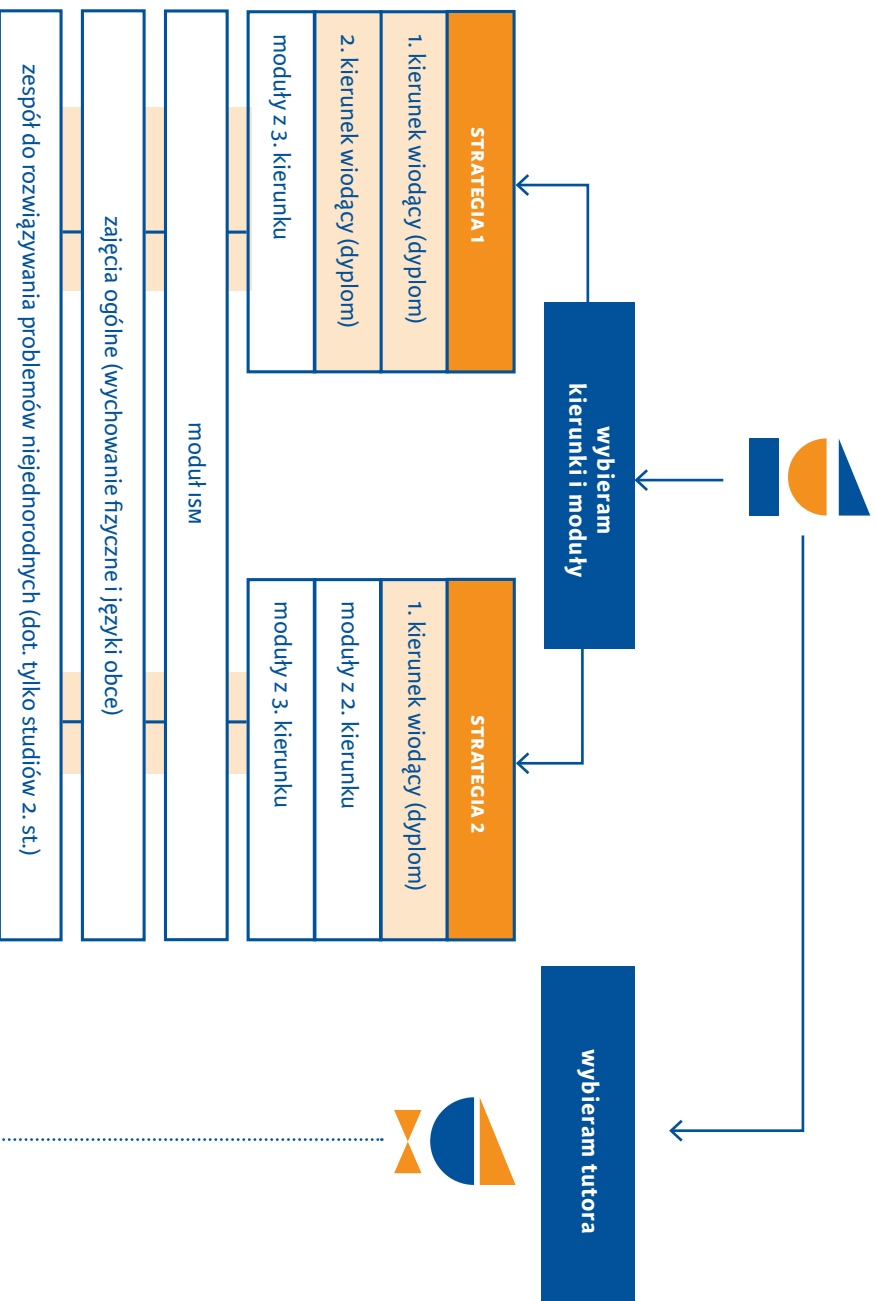 wybieram
kierunki i moduły
wybieram tutora
STRATEGIA 1
1. kierunek wiodący (dyplom)
2. kierunek wiodący (dyplom)
moduły z 3. kierunku
STRATEGIA 2
1. kierunek wiodący (dyplom)
moduły z 2. kierunku
moduły z 3. kierunku
moduł ISM
zajęcia ogólne (wychowanie fizyczne i języki obce)
zespół do rozwiązywania problemów niejednorodnych (dot. tylko studiów 2. st.)